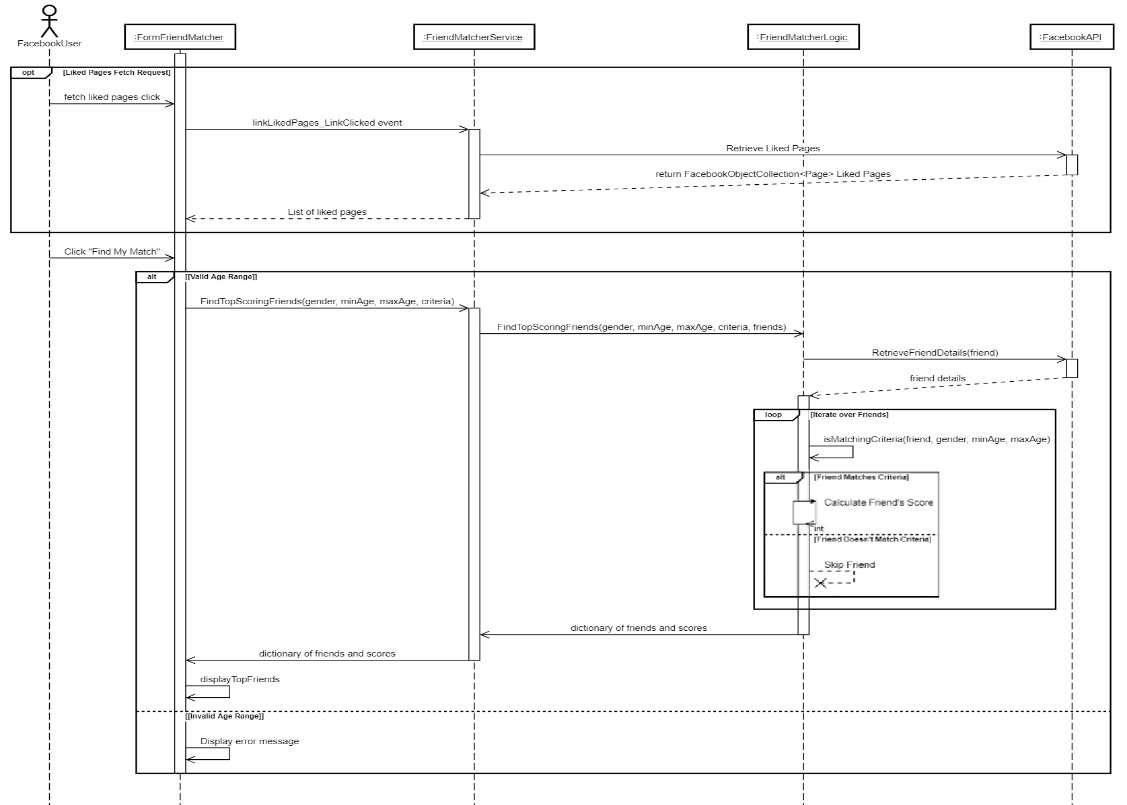 FacebookUser
:FormFriendMatcher
:FriendMatcherService
:FriendMatcherLogic
:FacebookAPI
opt
[Liked Pages Fetch Request]
fetch liked pages click
linkLikedPages_LinkClicked event
Retrieve Liked Pages
return FacebookObjectCollection<Page> Liked Pages
List of liked pages
Click "Find My Match"
alt
[[Valid Age Range]]
FindTopScoringFriends(gender, minAge, maxAge, criteria)
FindTopScoringFriends(gender, minAge, maxAge, criteria, friends)
RetrieveFriendDetails(friend)
friend details
loop
[Iterate over Friends]
isMatchingCriteria(friend, gender, minAge, maxAge)
alt
[Friend Matches Criteria]
Calculate Friend's Score
int
[Friend Doesn't Match Criteria]
Skip Friend
dictionary of friends and scores
dictionary of friends and scores
displayTopFriends
[[Invalid Age Range]]
Display error message